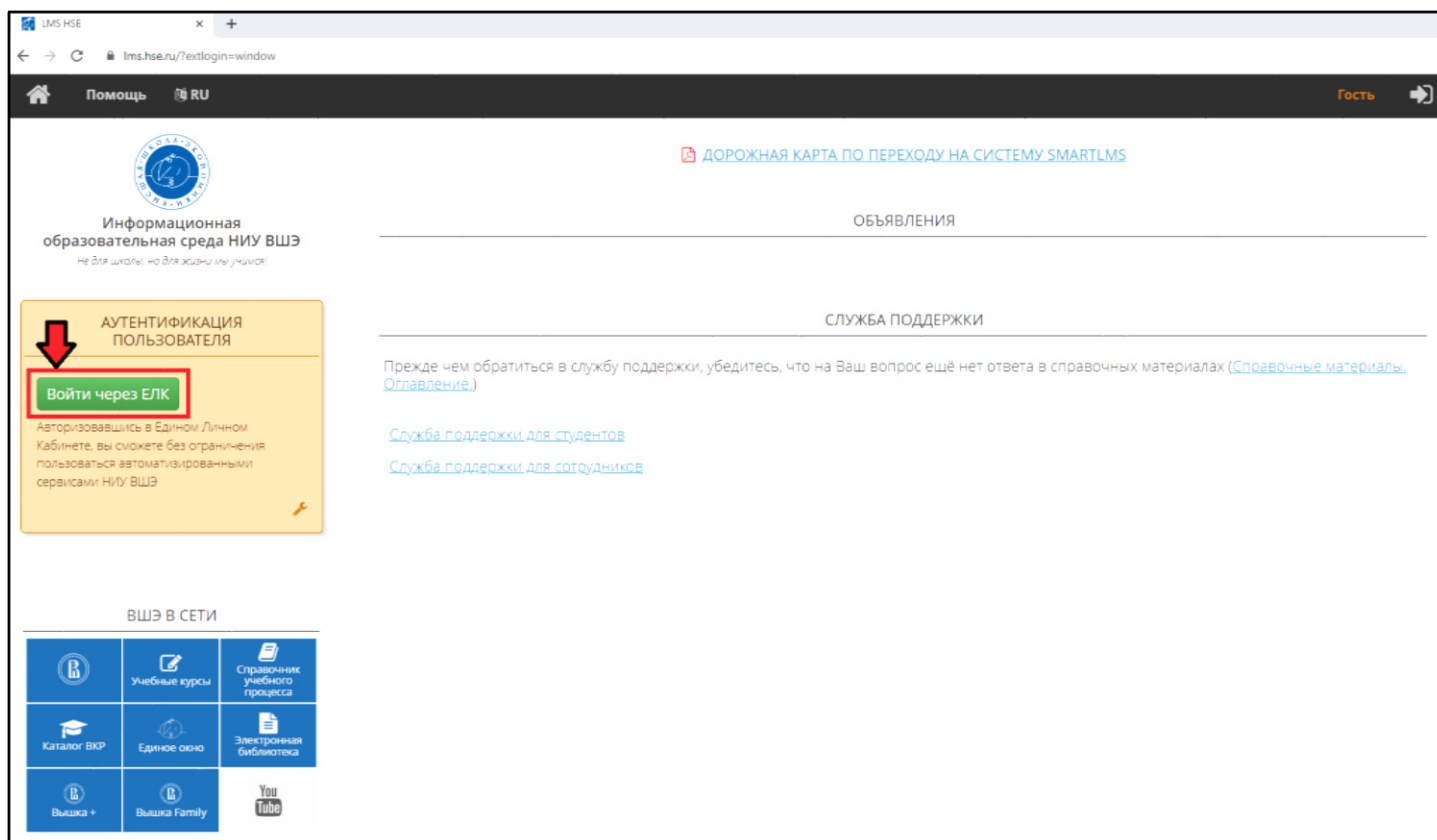 LMS HSE
lms.hse.ru/?extlogin=window
Помощь RU
Гость
ШКОЛА ЭКОНОМИКИ ВЫСШАЯ
Информационная
образовательная среда НИУ ВШЭ
Не для школы, но для жизни мы учимся!
АУТЕНТИФИКАЦИЯ
ПОЛЬЗОВАТЕЛЯ
Войти через ЕЛК
Авторизовавшись в Едином Личном
Кабинете, вы сможете без ограничения
пользоваться автоматизированными
сервисами НИУ ВШЭ
ВШЭ В СЕТИ
Учебные курсы
Справочник
учебного
процесса
Каталог ВКР
Единое окно
Электронная
библиотека
Вышка +
Вышка Family
You
Tube
ДОРОЖНАЯ КАРТА ПО ПЕРЕХОДУ НА СИСТЕМУ SMARTLMS
ОБЪЯВЛЕНИЯ
СЛУЖБА ПОДДЕРЖКИ
Прежде чем обратиться в службу поддержки, убедитесь, что на Ваш вопрос ещё нет ответа в справочных материалах (Справочные материалы.
Оглавление.)
Служба поддержки для студентов
Служба поддержки для сотрудников